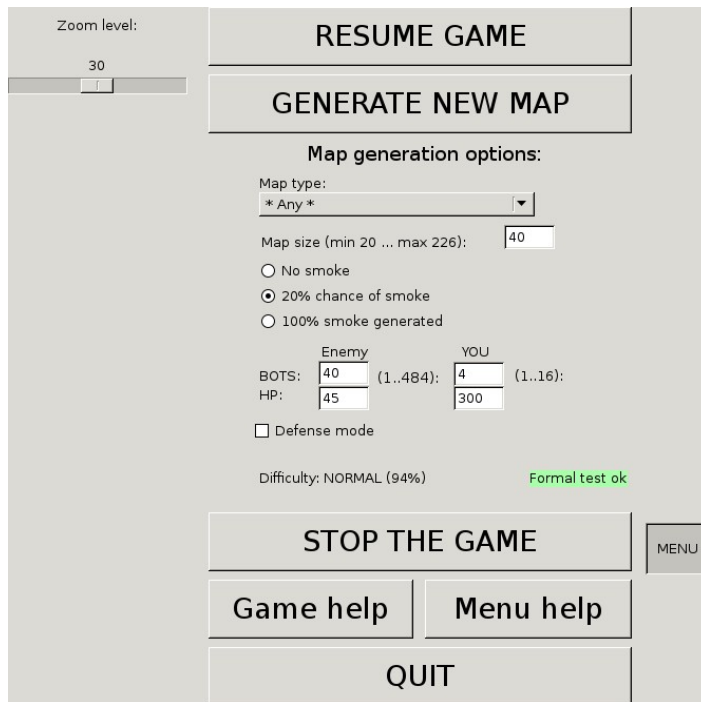 Zoom level:
30
RESUME GAME
GENERATE NEW MAP
Map generation options:
Map type:
* Any *
Map size (min 20 ... max 226): 40
No smoke
20% chance of smoke
100% smoke generated
Enemy YOU
BOTS: 40 (1..484): 4 (1..16):
HP: 45 300
Defense mode
Difficulty: NORMAL (94%) Formal test ok
STOP THE GAME
MENU
Game help Menu help
QUIT